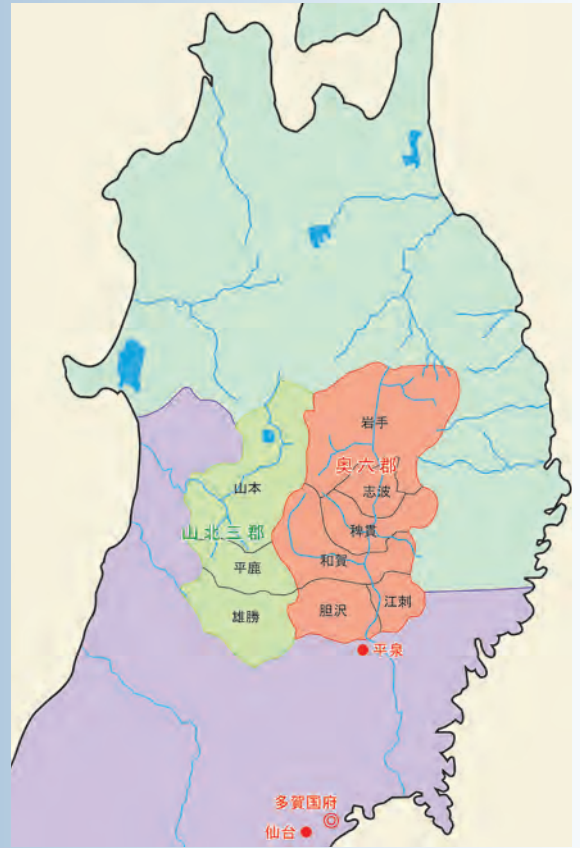 岩手
奥六郡
志波
山本
稗貫
山北三郡
和賀
平鹿
江刺
胆沢
雄勝
平泉
多賀国府
仙台